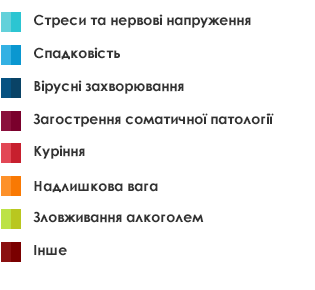 Стреси та нервові напруження
Спадковість
Вірусні захворювання
Загострення соматичної патології
Куріння
Надлишкова вага
Зловживання алкоголем
Інше